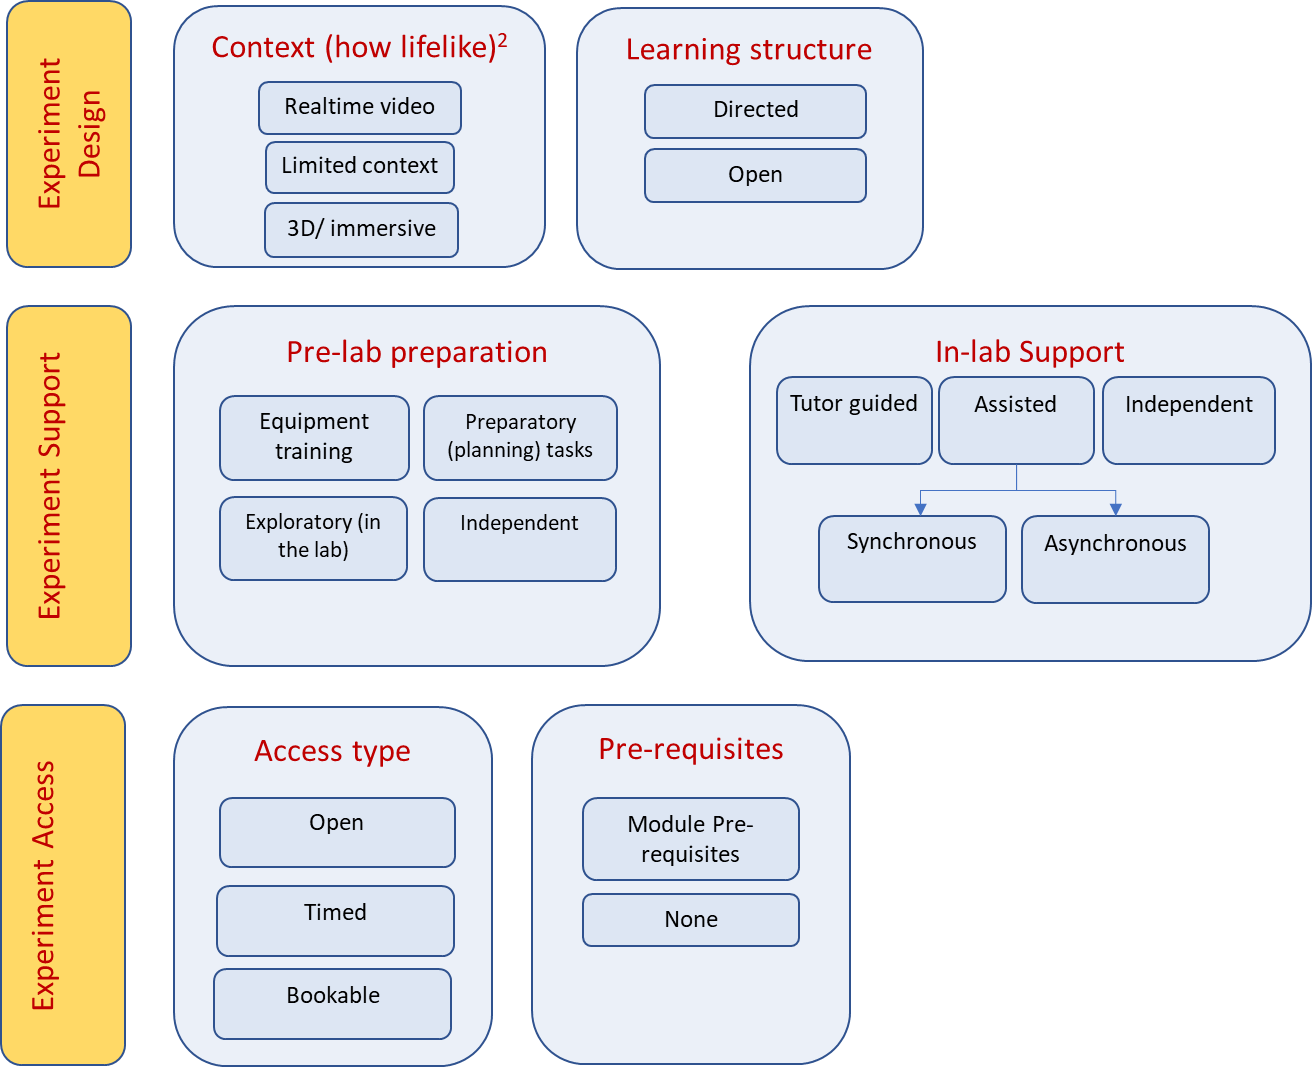 Experiment
Design
Context (how lifelike)²
Realtime video
Limited context
3D/ immersive
Learning structure
Directed
Open
Experiment Support
Pre-lab preparation
Equipment
training
Preparatory
(planning) tasks
Exploratory (in
the lab)
Independent
In-lab Support
Tutor guided
Assisted
Independent
Synchronous
Asynchronous
Experiment Access
Access type
Open
Timed
Bookable
Pre-requisites
Module Pre-
requisites
None